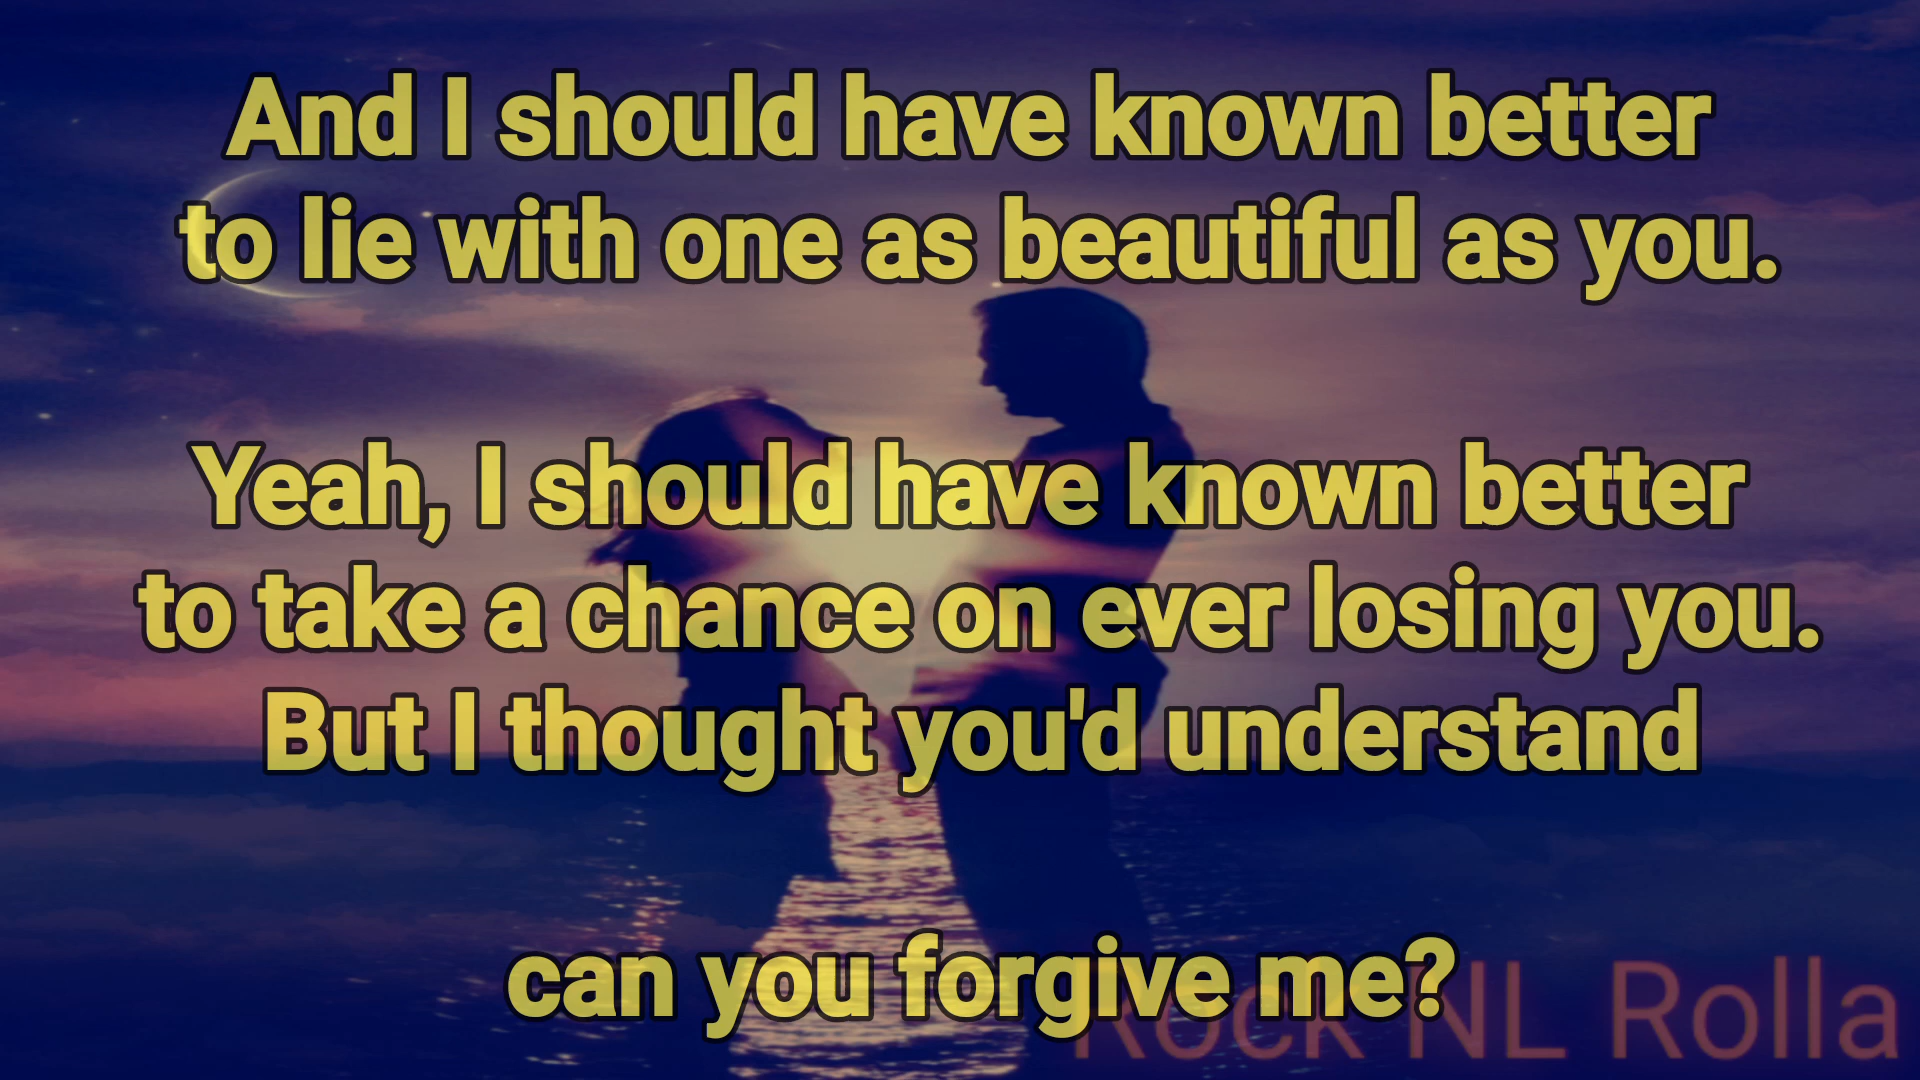 And I should have known better
to lie with one as beautiful as you.
Yeah, I should have known better
to take a chance on ever losing you.
But I thought you'd understand
can you forgive me?
Rock NL Rolla